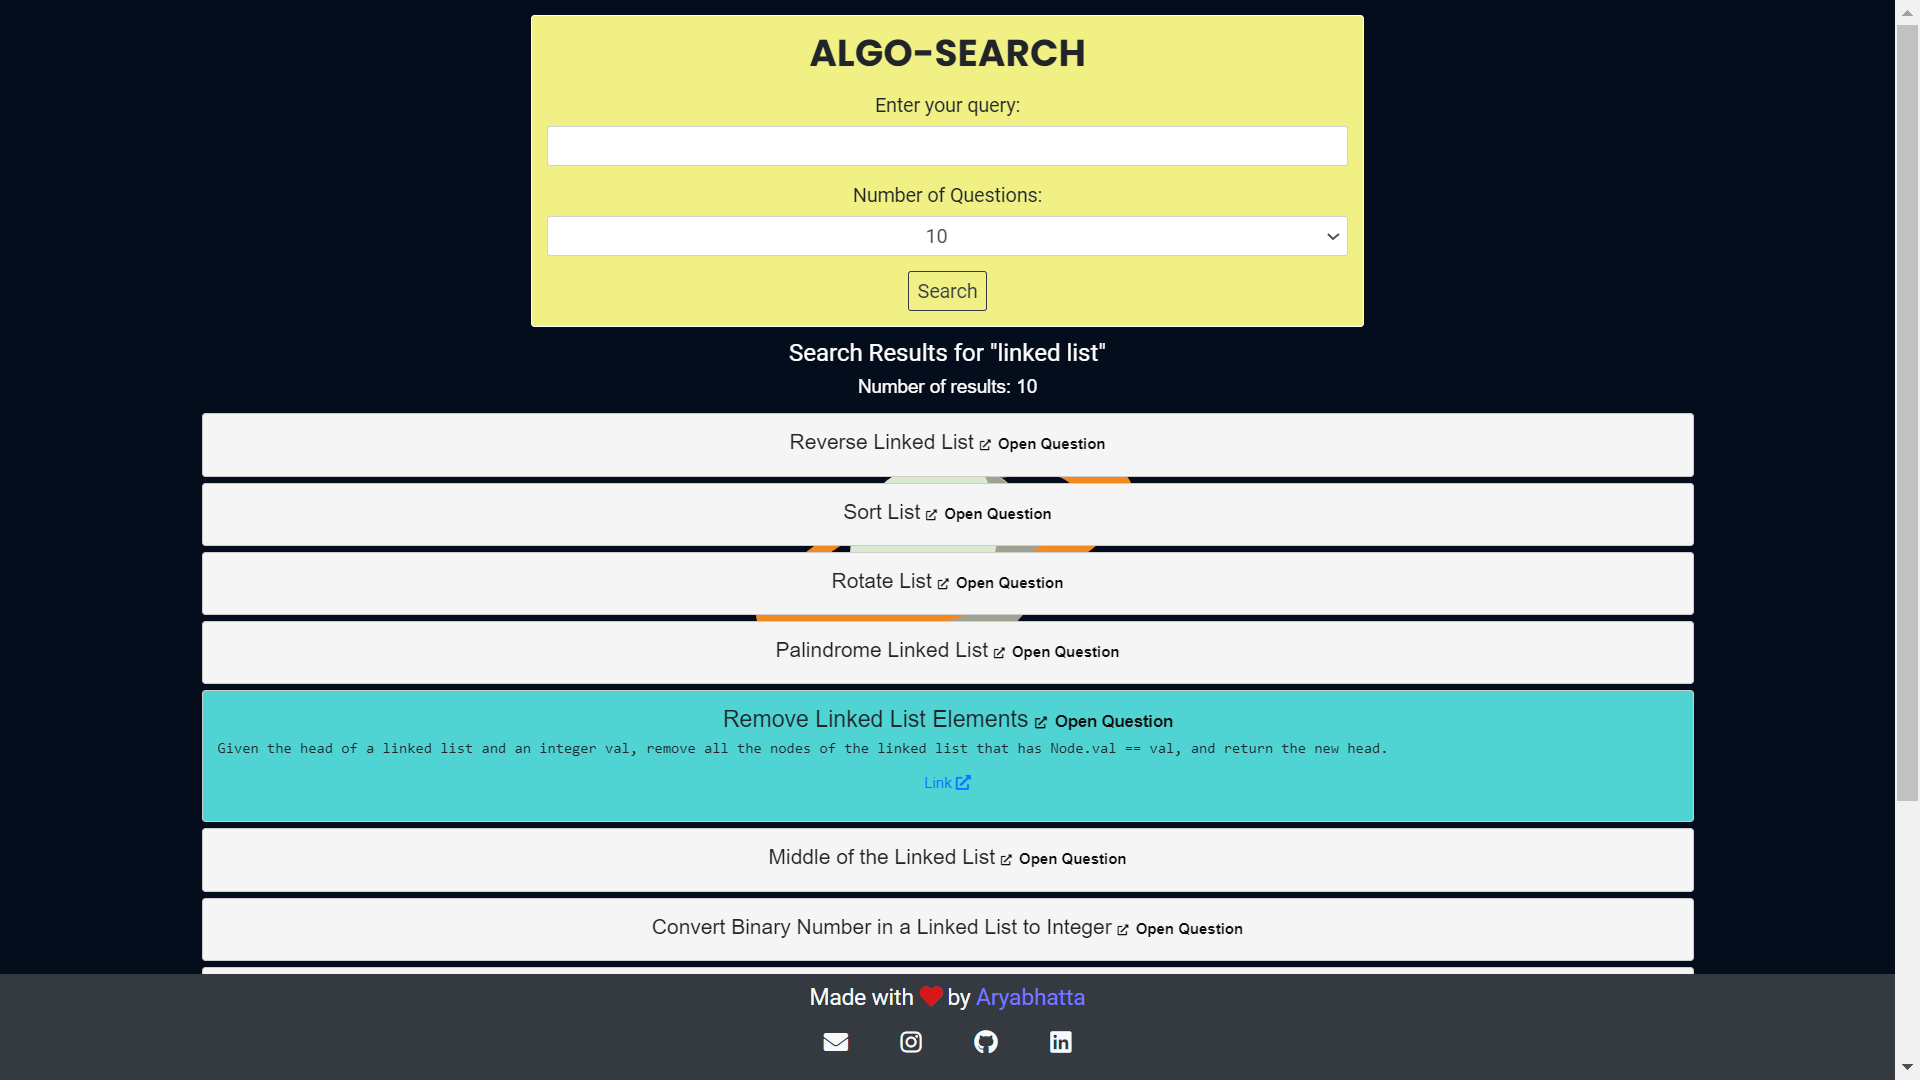 ALGO-SEARCH
Enter your query:
Number of Questions:
10
Search
Search Results for "linked list"
Number of results: 10
Reverse Linked List Open Question
Sort List Open Question
Rotate List Open Question
Palindrome Linked List Open Question
Remove Linked List Elements Open Question
Given the head of a linked list and an integer val, remove all the nodes of the linked list that has Node.val == val, and return the new head.
Link
Middle of the Linked List Open Question
Convert Binary Number in a Linked List to Integer Open Question
Made with by Aryabhatta